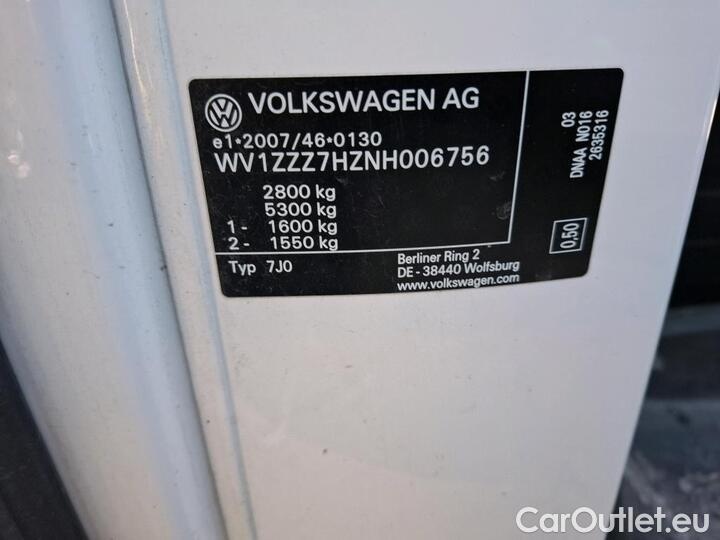 VOLKSWAGEN AG
e1*2007/46*0130
WV1ZZZ7HZNH006756
2800 kg
5300 kg
1- 1600 kg
2- 1550 kg
Typ 7J0
Berliner Ring 2
DE - 38440 Wolfsburg
www.volkswagen.com
03
DNAA N016
2635316
0,50
CarOutlet.eu